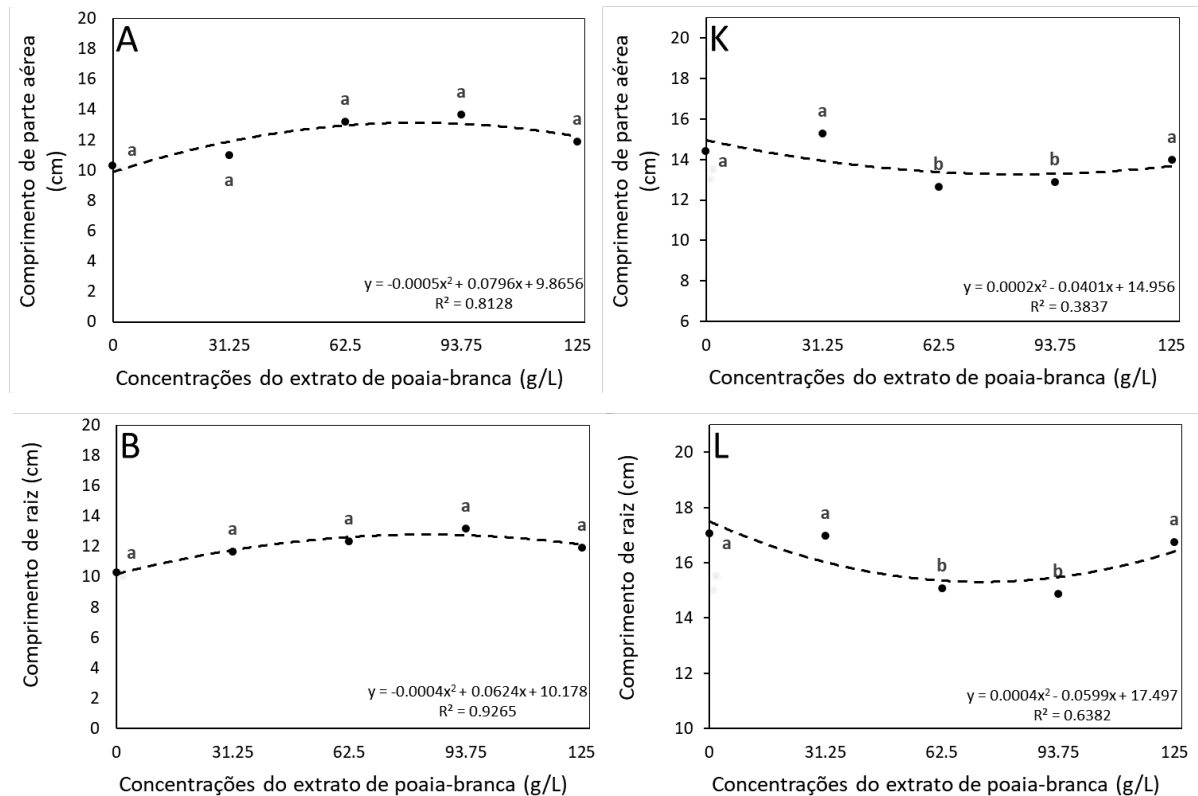 A
Comprimento de parte aérea
(cm)
20
18
16
14
12
10
8
6
4
2
0
a
a
a
a
a
y = -0.0005x² + 0.0796x + 9.8656
R² = 0.8128
0 31.25 62.5 93.75 125
Concentrações do extrato de poaia-branca (g/L)
K
Comprimento de parte aérea
(cm)
20
18
16
14
12
10
8
6
a
a
b
b
a
y = 0.0002x² - 0.0401x + 14.956
R² = 0.3837
0 31.25 62.5 93.75 125
Concentrações do extrato de poaia-branca (g/L)
B
Comprimento de raiz (cm)
20
18
16
14
12
10
8
6
4
2
0
a
a
a
a
a
y = -0.0004x² + 0.0624x + 10.178
R² = 0.9265
0 31.25 62.5 93.75 125
Concentrações do extrato de poaia-branca (g/L)
L
Comprimento de raiz (cm)
20
18
16
14
12
10
a
a
b
b
a
y = 0.0004x² - 0.0599x + 17.497
R² = 0.6382
0 31.25 62.5 93.75 125
Concentrações do extrato de poaia-branca (g/L)